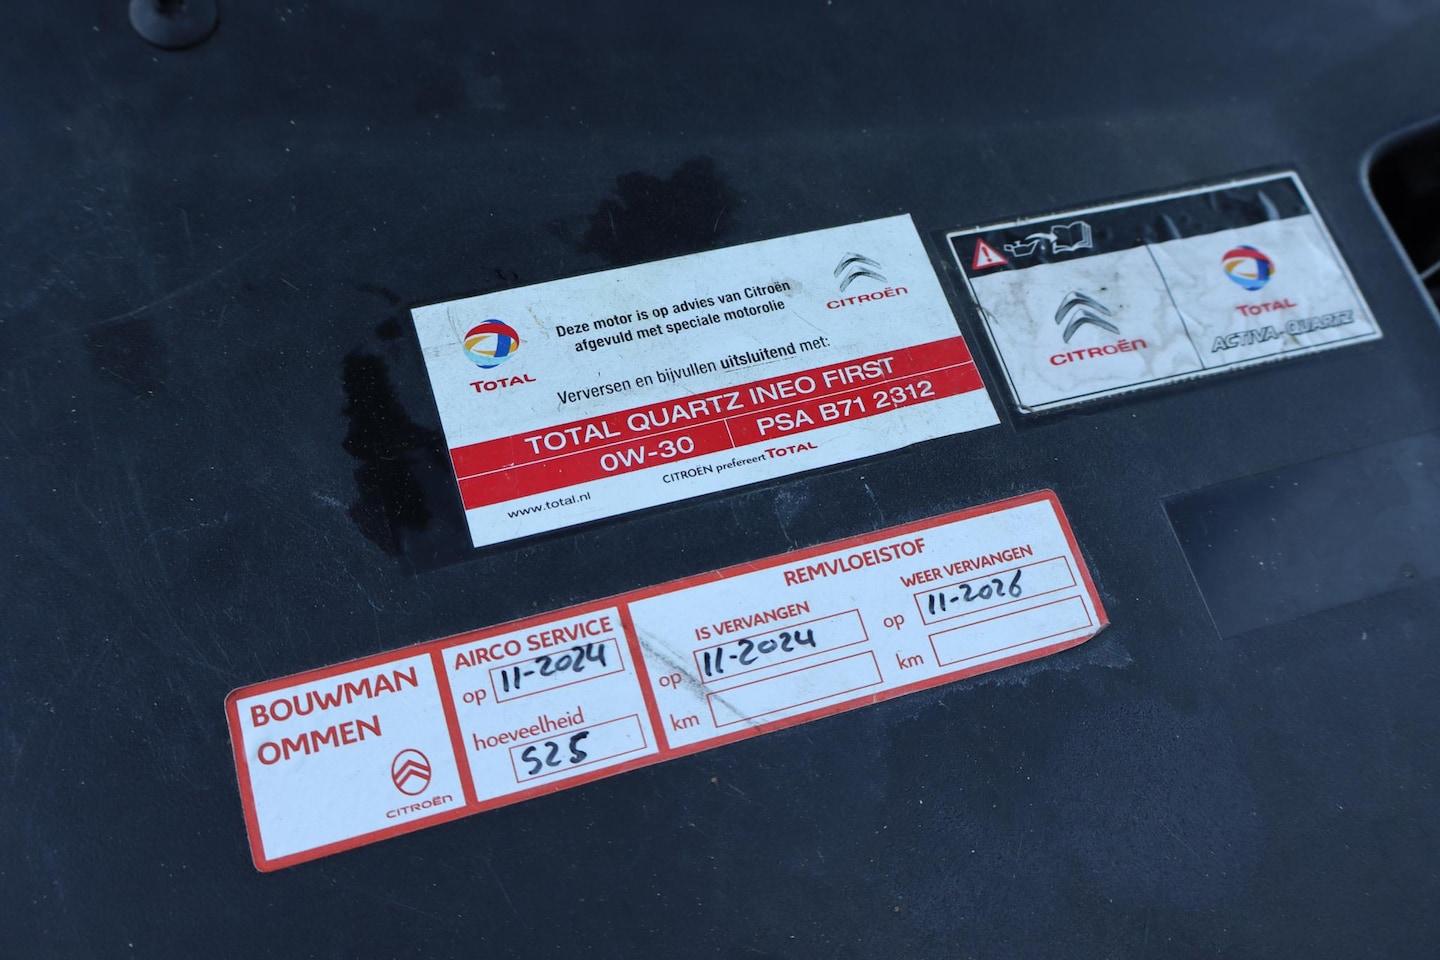 TOTAL
Deze motor is op advies van Citroën
afgevuld met speciale motorolie
CITROËN
Verversen en bijvullen uitsluitend met:
TOTAL QUARTZ INEO FIRST
0W-30 PSA B71 2312
CITROËN prefereert TOTAL
www.total.nl
CITROËN
TOTAL
ACTIVA-QUARTZ
BOUWMAN
OMMEN
CITROËN
AIRCO SERVICE
op 11-2024
hoeveelheid
525
REMVLOEISTOF
IS VERVANGEN
op 11-2024
km
WEER VERVANGEN
op 11-2026
km